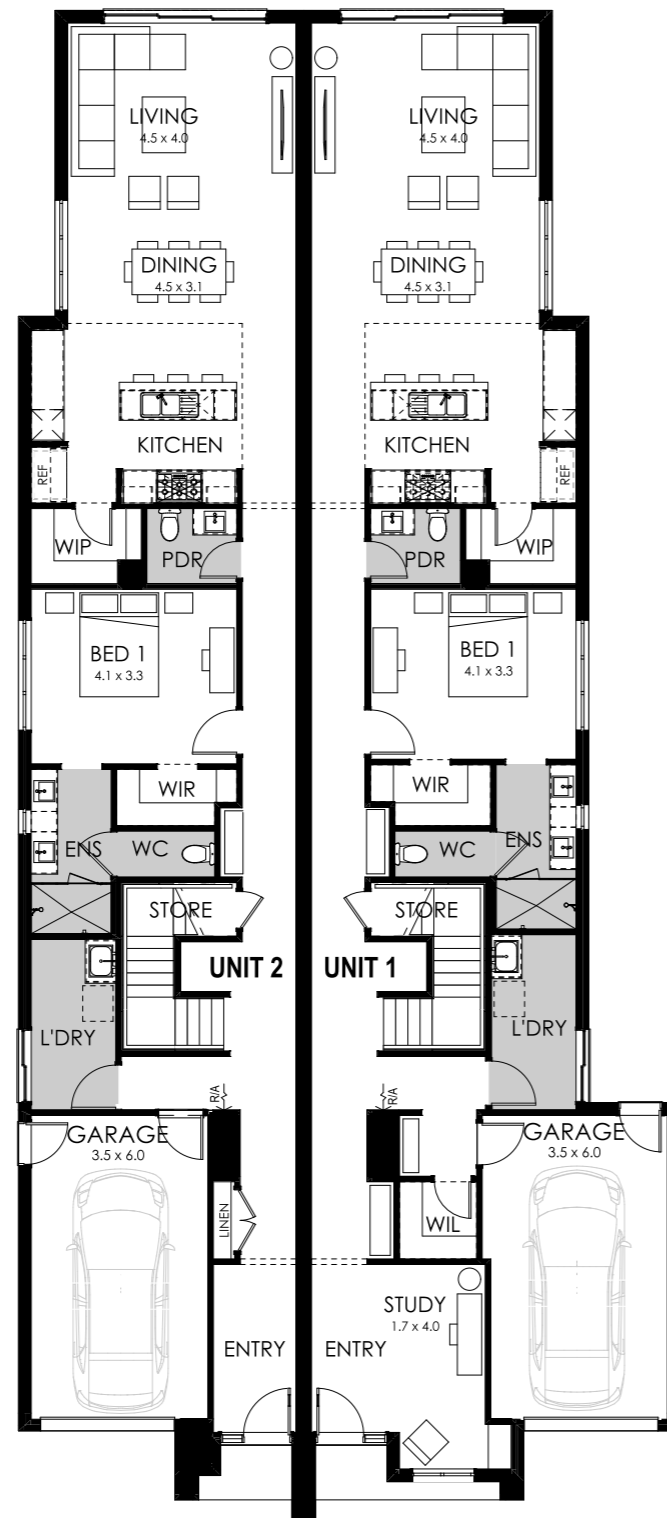 LIVING
4.5 x 4.0
LIVING
4.5 x 4.0
DINING
4.5 x 3.1
DINING
4.5 x 3.1
KITCHEN
KITCHEN
REF
REF
WIP
PDR
PDR
WIP
BED 1
4.1 x 3.3
BED 1
4.1 x 3.3
WIR
WIR
ENS
WC
WC
ENS
STORE
STORE
UNIT 2
UNIT 1
L'DRY
L'DRY
R/A
R/A
GARAGE
3.5 x 6.0
GARAGE
3.5 x 6.0
LINEN
WIL
STUDY
1.7 x 4.0
ENTRY
ENTRY